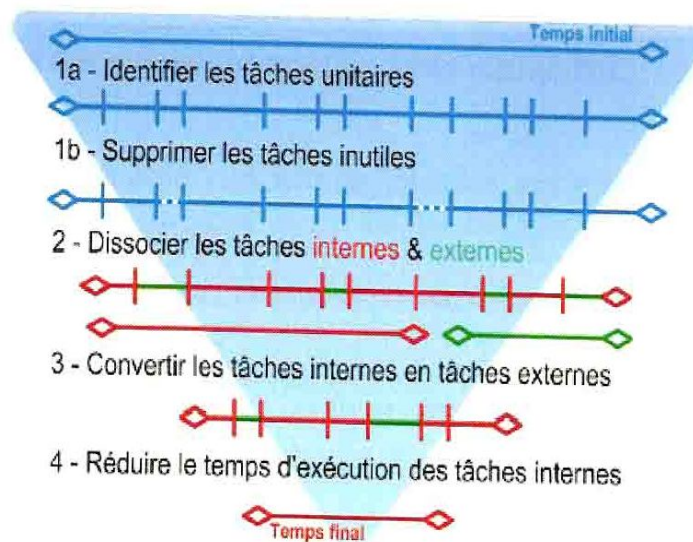 Temps Initial
1a - Identifier les tâches unitaires
1b - Supprimer les tâches inutiles
2 - Dissocier les tâches internes & externes
3 - Convertir les tâches internes en tâches externes
4 - Réduire le temps d'exécution des tâches internes
Temps final